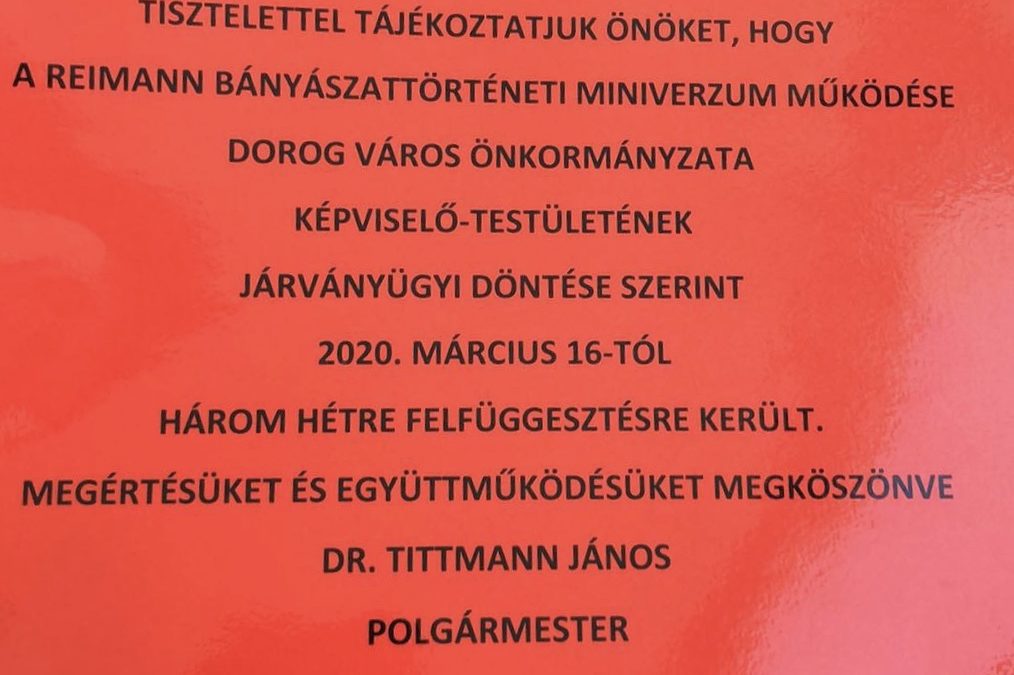 TISZTELETTEL TÁJÉKOZTATJUK ÖNÖKET, HOGY
A REIMANN BÁNYÁSZATTÖRTÉNETI MINIVERZUM MŰKÖDÉSE
DOROG VÁROS ÖNKORMÁNYZATA
KÉPVISELŐ-TESTÜLETÉNEK
JÁRVÁNYÜGYI DÖNTÉSE SZERINT
2020. MÁRCIUS 16-TÓL
HÁROM HÉTRE FELFÜGGESZTÉSRE KERÜLT.
MEGÉRTÉSÜKET ÉS EGYÜTTMŰKÖDÉSÜKET MEGKÖSZÖNVE
DR. TITTMANN JÁNOS
POLGÁRMESTER